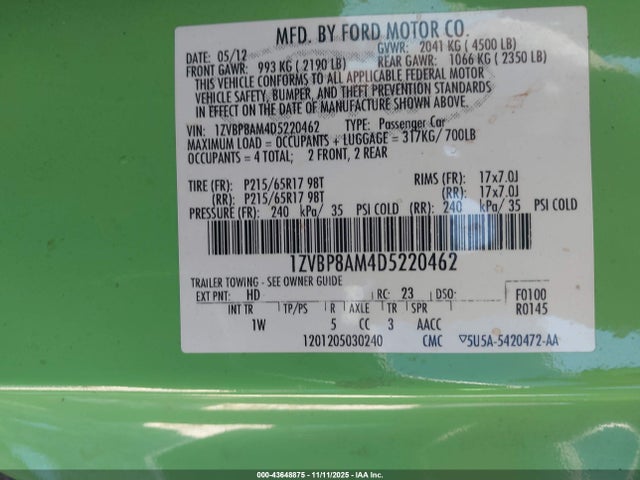 MFD. BY FORD MOTOR CO.
DATE: 05/12 GVWR: 2041 KG ( 4500 LB)
FRONT GAWR: 993 KG ( 2190 LB) REAR GAWR: 1066 KG ( 2350 LB)
THIS VEHICLE CONFORMS TO ALL APPLICABLE FEDERAL MOTOR
VEHICLE SAFETY, BUMPER, AND THEFT PREVENTION STANDARDS
IN EFFECT ON THE DATE OF MANUFACTURE SHOWN ABOVE.
VIN: 1ZVBP8AM4D5220462 TYPE: Passenger Car
MAXIMUM LOAD = OCCUPANTS + LUGGAGE = 317KG/ 700LB
OCCUPANTS = 4 TOTAL; 2 FRONT, 2 REAR
TIRE (FR): P215/65R17 98T RIMS (FR): 17x7.0J
(RR): P215/65R17 98T (RR): 17x7.0J
PRESSURE (FR): 240 kPa/ 35 PSI COLD (RR): 240 kPa/ 35 PSI COLD
1ZVBP8AM4D5220462
TRAILER TOWING - SEE OWNER GUIDE
EXT PNT: HD RC: 23 DSO: F0100
INT TR TP/PS R AXLE TR SPR R0145
1W 5 CC 3 AACC
1201205030240 CMC ▽5U5A-5420472-AA
000-43648875 - 11/11/2025 - IAA Inc.